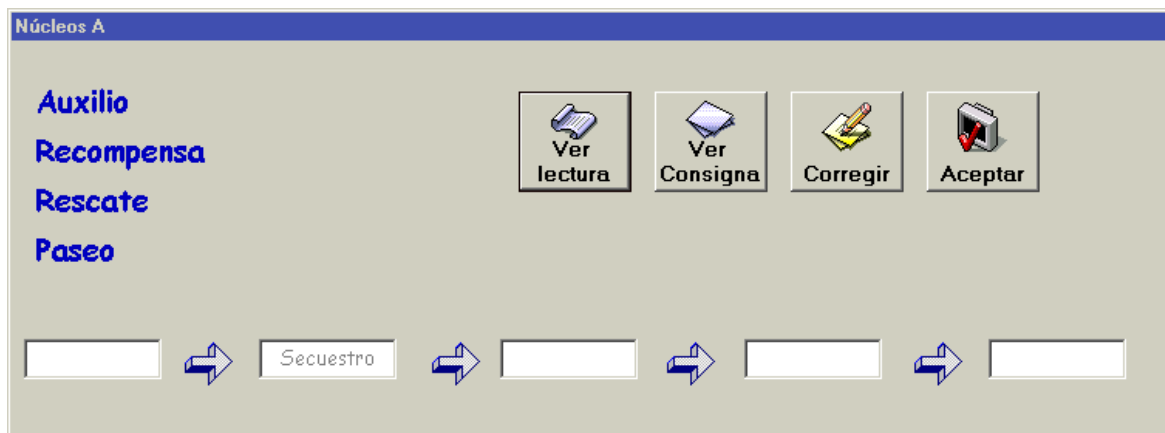 Núcleos A
Auxilio
Recompensa
Rescate
Paseo
Ver lectura
Ver Consigna
Corregir
Aceptar
Secuestro